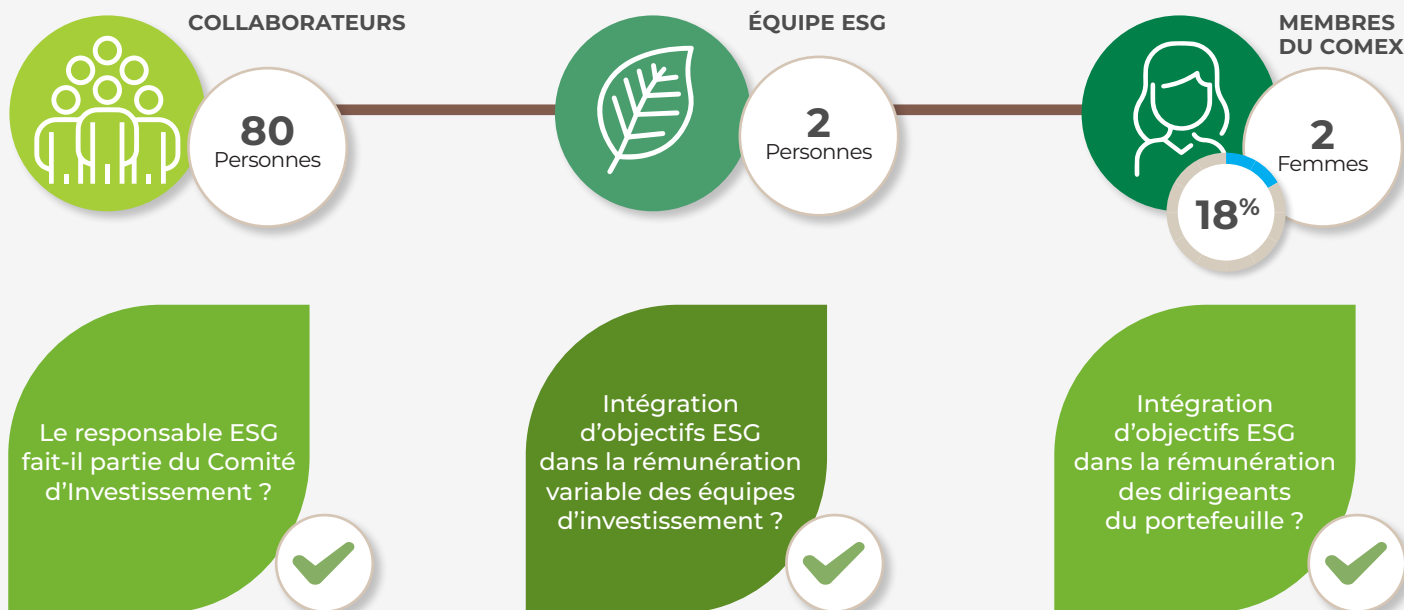 COLLABORATEURS
80
Personnes
ÉQUIPE ESG
2
Personnes
MEMBRES
DU COMEX
2
Femmes
18%
Le responsable ESG
fait-il partie du Comité
d’Investissement ?
Intégration
d’objectifs ESG
dans la rémunération
variable des équipes
d’investissement ?
Intégration
d’objectifs ESG
dans la rémunération
des dirigeants
du portefeuille ?